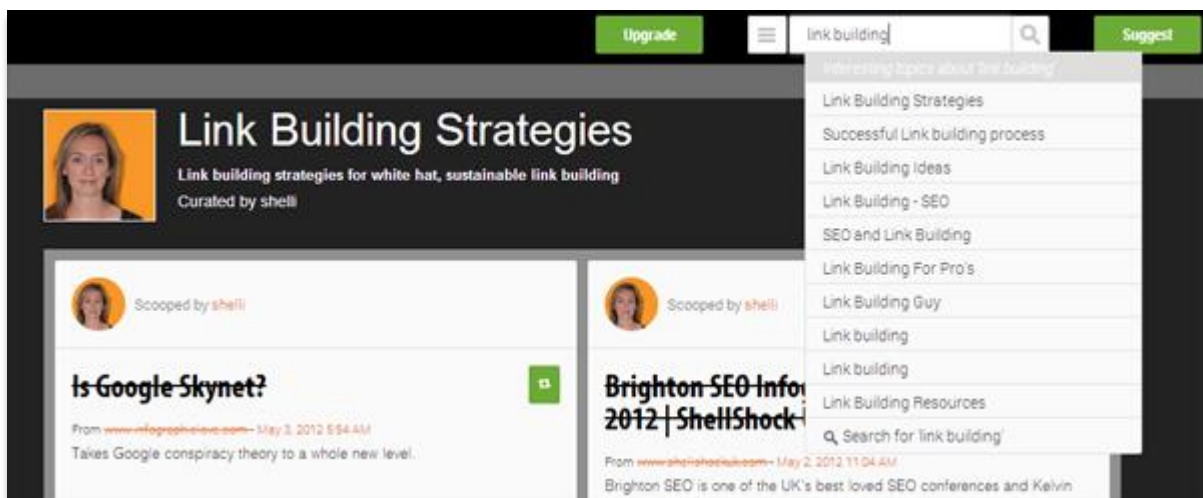 Upgrade
link building
Suggest
Interesting topics about 'link building'
Link Building Strategies
Successful Link building process
Link Building Ideas
Link Building - SEO
SEO and Link Building
Link Building For Pro's
Link Building Guy
Link building
Link building
Link Building Resources
Search for 'link building'
Link Building Strategies
Link building strategies for white hat, sustainable link building
Curated by shelli
Scooped by shelli
Is Google Skynet?
From www.infographiclove.com - May 3, 2012 5:54 AM
Takes Google conspiracy theory to a whole new level.
Scooped by shelli
Brighton SEO
2012 | ShellShock
From www.shellshockuk.com - May 2, 2012 11:04 AM
Brighton SEO is one of the UK's best loved SEO conferences and Kelvin